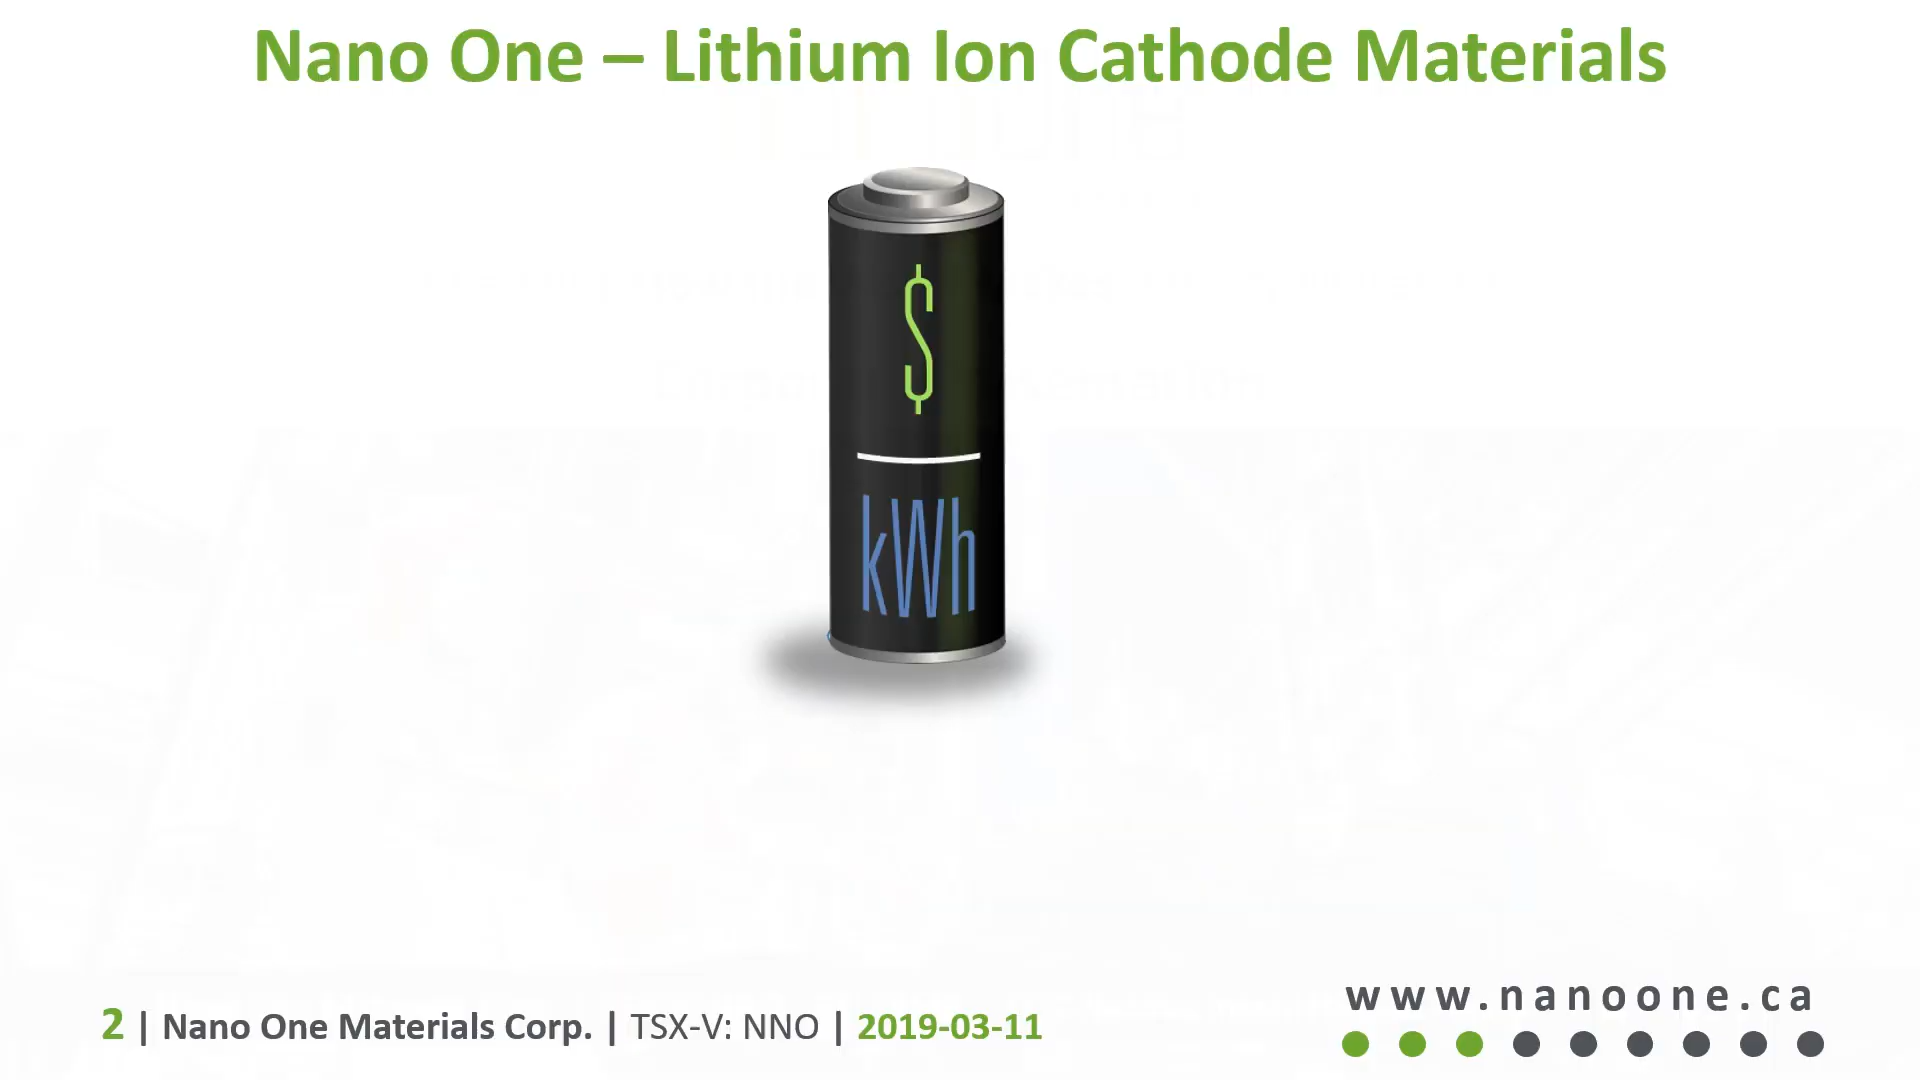 Nano One – Lithium Ion Cathode Materials
$
kWh
2 | Nano One Materials Corp. | TSX-V: NNO | 2019-03-11
www.nanoone.ca